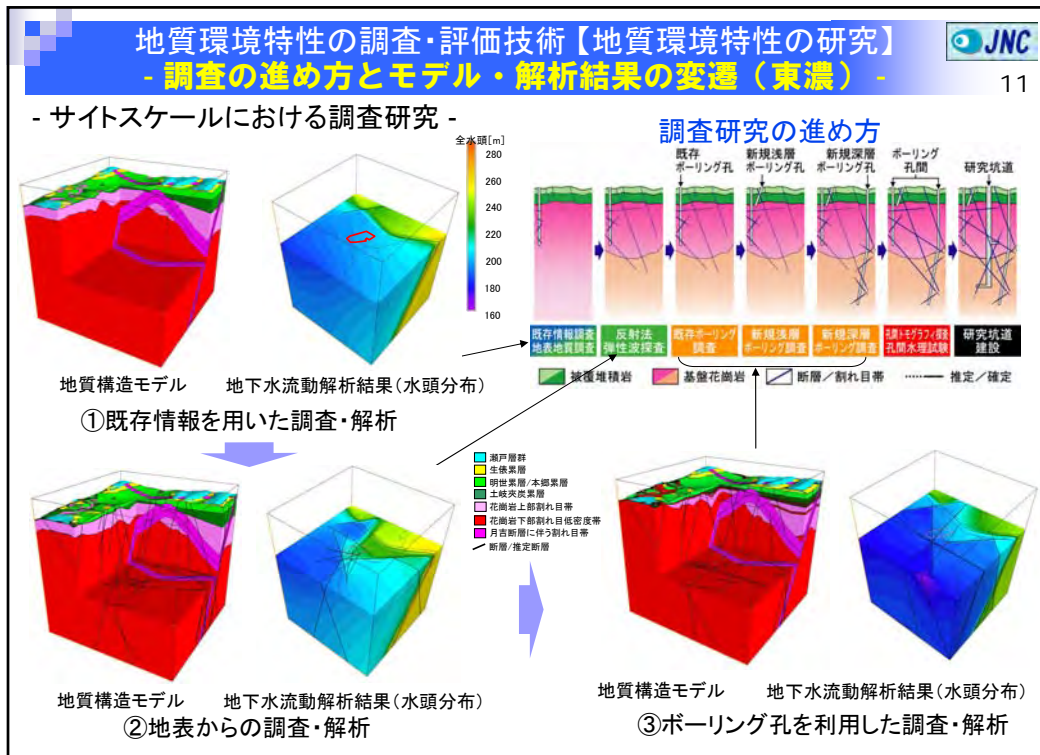 地質環境特性の調査・評価技術【地質環境特性の研究】
- 調査の進め方とモデル・解析結果の変遷（東濃） -
JNC
11
- サイトスケールにおける調査研究 -
全水頭[m]
280
260
240
220
200
180
160
地質構造モデル
地下水流動解析結果(水頭分布)
①既存情報を用いた調査・解析
調査研究の進め方
既存
ボーリング孔
新規浅層
ボーリング孔
新規深層
ボーリング孔
ボーリング
孔間
研究坑道
既存情報調査
地表地質調査
反射法
弾性波探査
既存ボーリング
調査
新規浅層
ボーリング調査
新規深層
ボーリング調査
孔間トモグラフィ探査
孔間水理試験
研究坑道
建設
被覆堆積岩
基盤花崗岩
断層／割れ目帯
推定／確定
瀬戸層群
生俵累層
明世累層/本郷累層
土岐夾炭累層
花崗岩上部割れ目帯
花崗岩下部割れ目低密度帯
月吉断層に伴う割れ目帯
断層/推定断層
地質構造モデル
地下水流動解析結果(水頭分布)
②地表からの調査・解析
地質構造モデル
地下水流動解析結果(水頭分布)
③ボーリング孔を利用した調査・解析